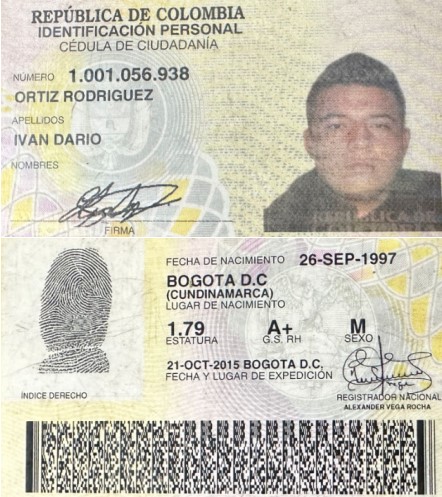 REPÚBLICA DE COLOMBIA
IDENTIFICACIÓN PERSONAL
CÉDULA DE CIUDADANÍA
NÚMERO 1.001.056.938
ORTIZ RODRIGUEZ
APELLIDOS
IVAN DARIO
NOMBRES
FIRMA
REPÚBLICA DE
FECHA DE NACIMIENTO 26-SEP-1997
BOGOTA D.C
(CUNDINAMARCA)
LUGAR DE NACIMIENTO
1.79 A+ M
ESTATURA G.S. RH SEXO
21-OCT-2015 BOGOTA D.C.
FECHA Y LUGAR DE EXPEDICIÓN
INDICE DERECHO
REGISTRADOR NACIONAL
ALEXANDER VEGA ROCHA